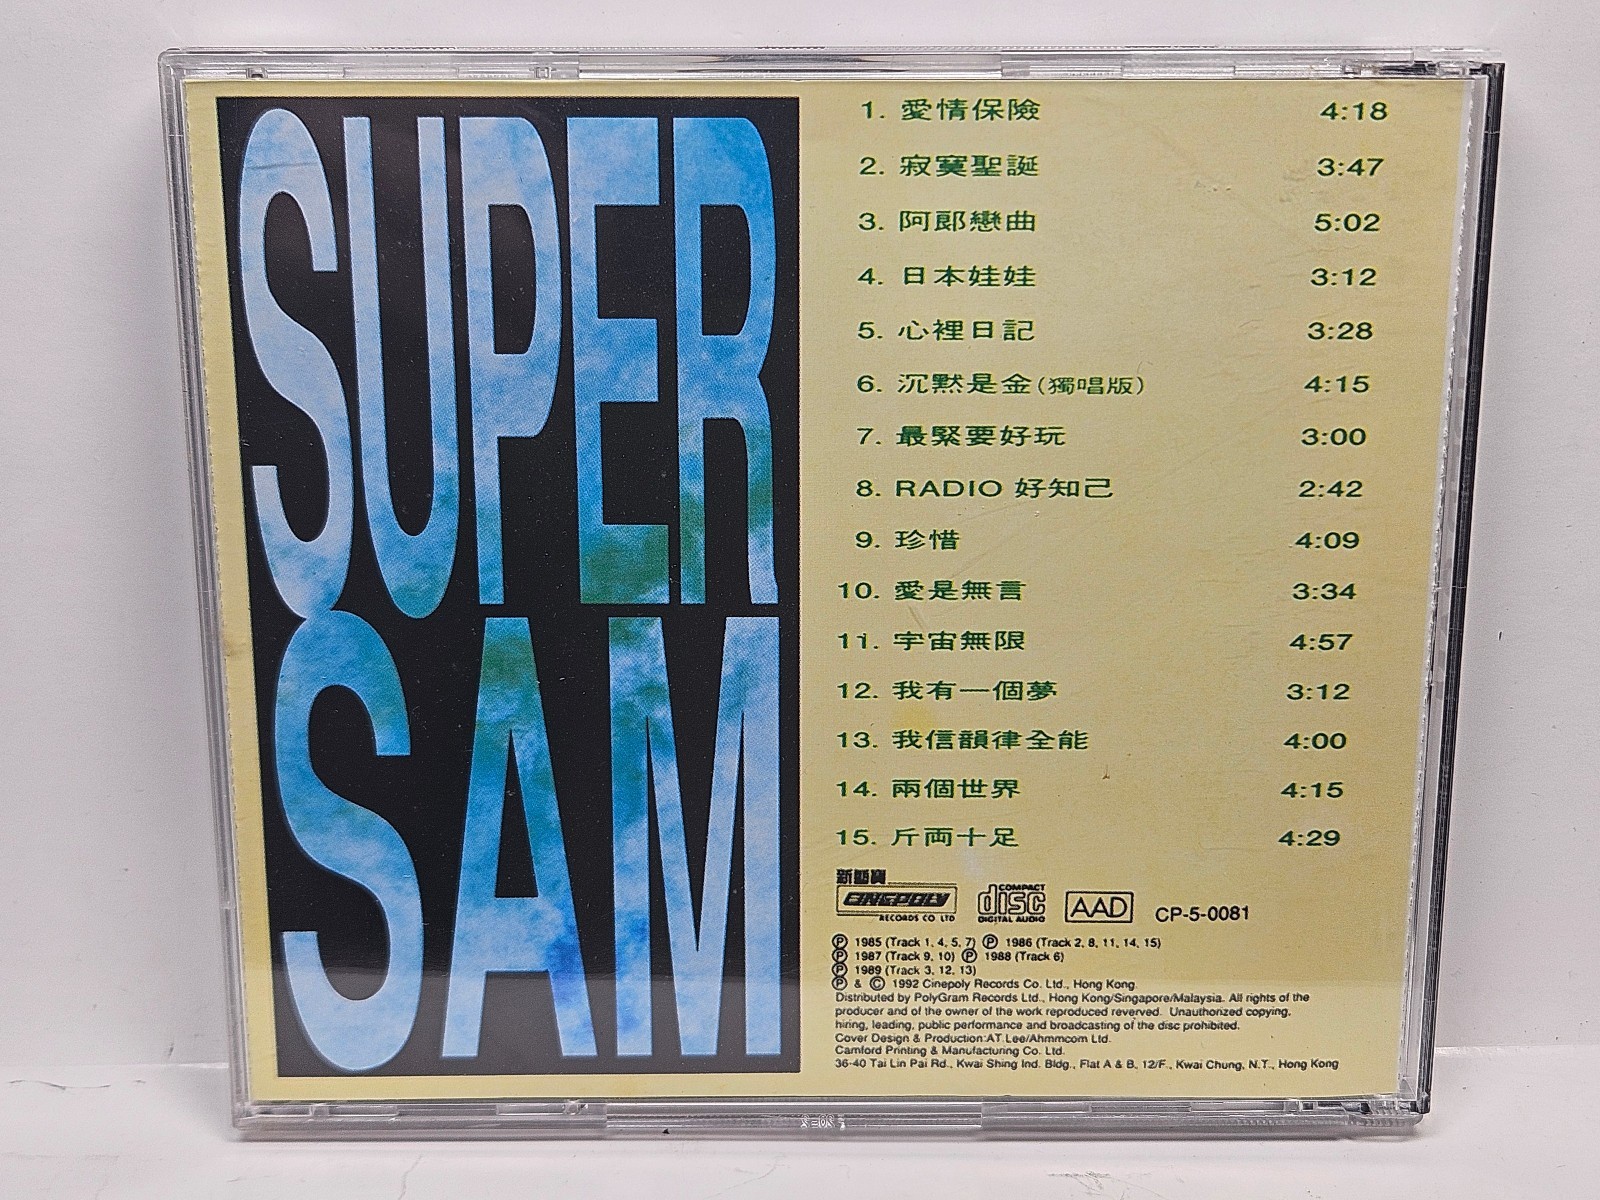 SUPER
SAM
1. 愛情保險 4:18
2. 寂寞聖誕 3:47
3. 阿郎戀曲 5:02
4. 日本娃娃 3:12
5. 心裡日記 3:28
6. 沉默是金(獨唱版) 4:15
7. 最緊要好玩 3:00
8. RADIO 好知己 2:42
9. 珍惜 4:09
10. 愛是無言 3:34
11. 宇宙無限 4:57
12. 我有一個夢 3:12
13. 我信韻律全能 4:00
14. 兩個世界 4:15
15. 斤両十足 4:29
新藝寶
CINEPOLY
RECORDS CO LTD
COMPACT
disc
DIGITAL AUDIO
AAD
CP-5-0081
Ⓟ 1985 (Track 1, 4, 5, 7) Ⓟ 1986 (Track 2, 8, 11, 14, 15)
Ⓟ 1987 (Track 9, 10) Ⓟ 1988 (Track 6)
Ⓟ 1989 (Track 3, 12, 13)
Ⓟ & © 1992 Cinepoly Records Co. Ltd., Hong Kong.
Distributed by PolyGram Records Ltd., Hong Kong/Singapore/Malaysia. All rights of the
producer and of the owner of the work reproduced reverved. Unauthorized copying,
hiring, leading, public performance and broadcasting of the disc prohibited.
Cover Design & Production:AT Lee/Ahmmcom Ltd.
Camford Printing & Manufacturing Co. Ltd.
36-40 Tai Lin Pai Rd., Kwai Shing Ind. Bldg., Flat A & B, 12/F., Kwai Chung, N.T., Hong Kong